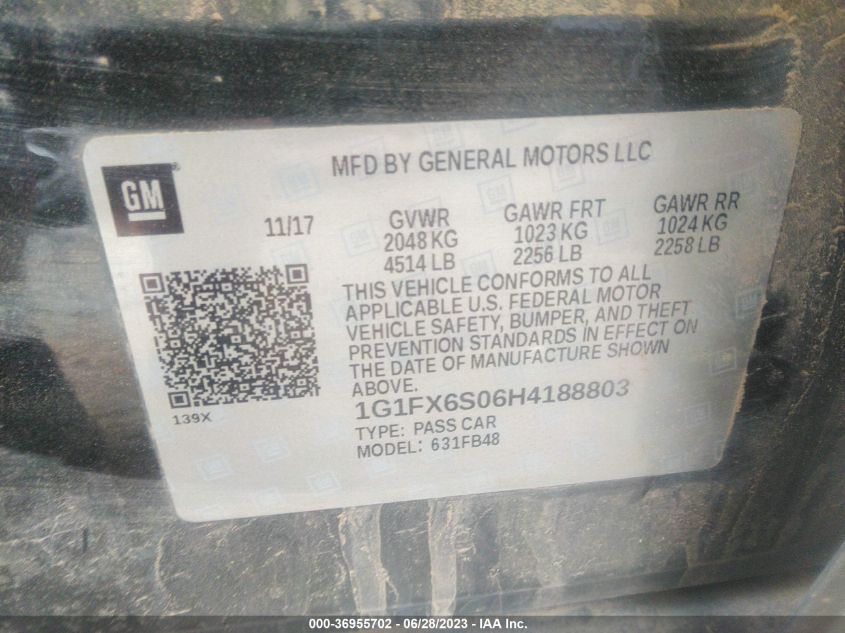 MFD BY GENERAL MOTORS LLC
GM
11/17
GVWR
2048 KG
4514 LB
GAWR FRT
1023 KG
2256 LB
GAWR RR
1024 KG
2258 LB
THIS VEHICLE CONFORMS TO ALL
APPLICABLE U.S. FEDERAL MOTOR
VEHICLE SAFETY, BUMPER, AND THEFT
PREVENTION STANDARDS IN EFFECT ON
THE DATE OF MANUFACTURE SHOWN
ABOVE.
139X
1G1FX6S06H4188803
TYPE: PASS CAR
MODEL: 631FB48
000-36955702 - 06/28/2023 - IAA Inc.